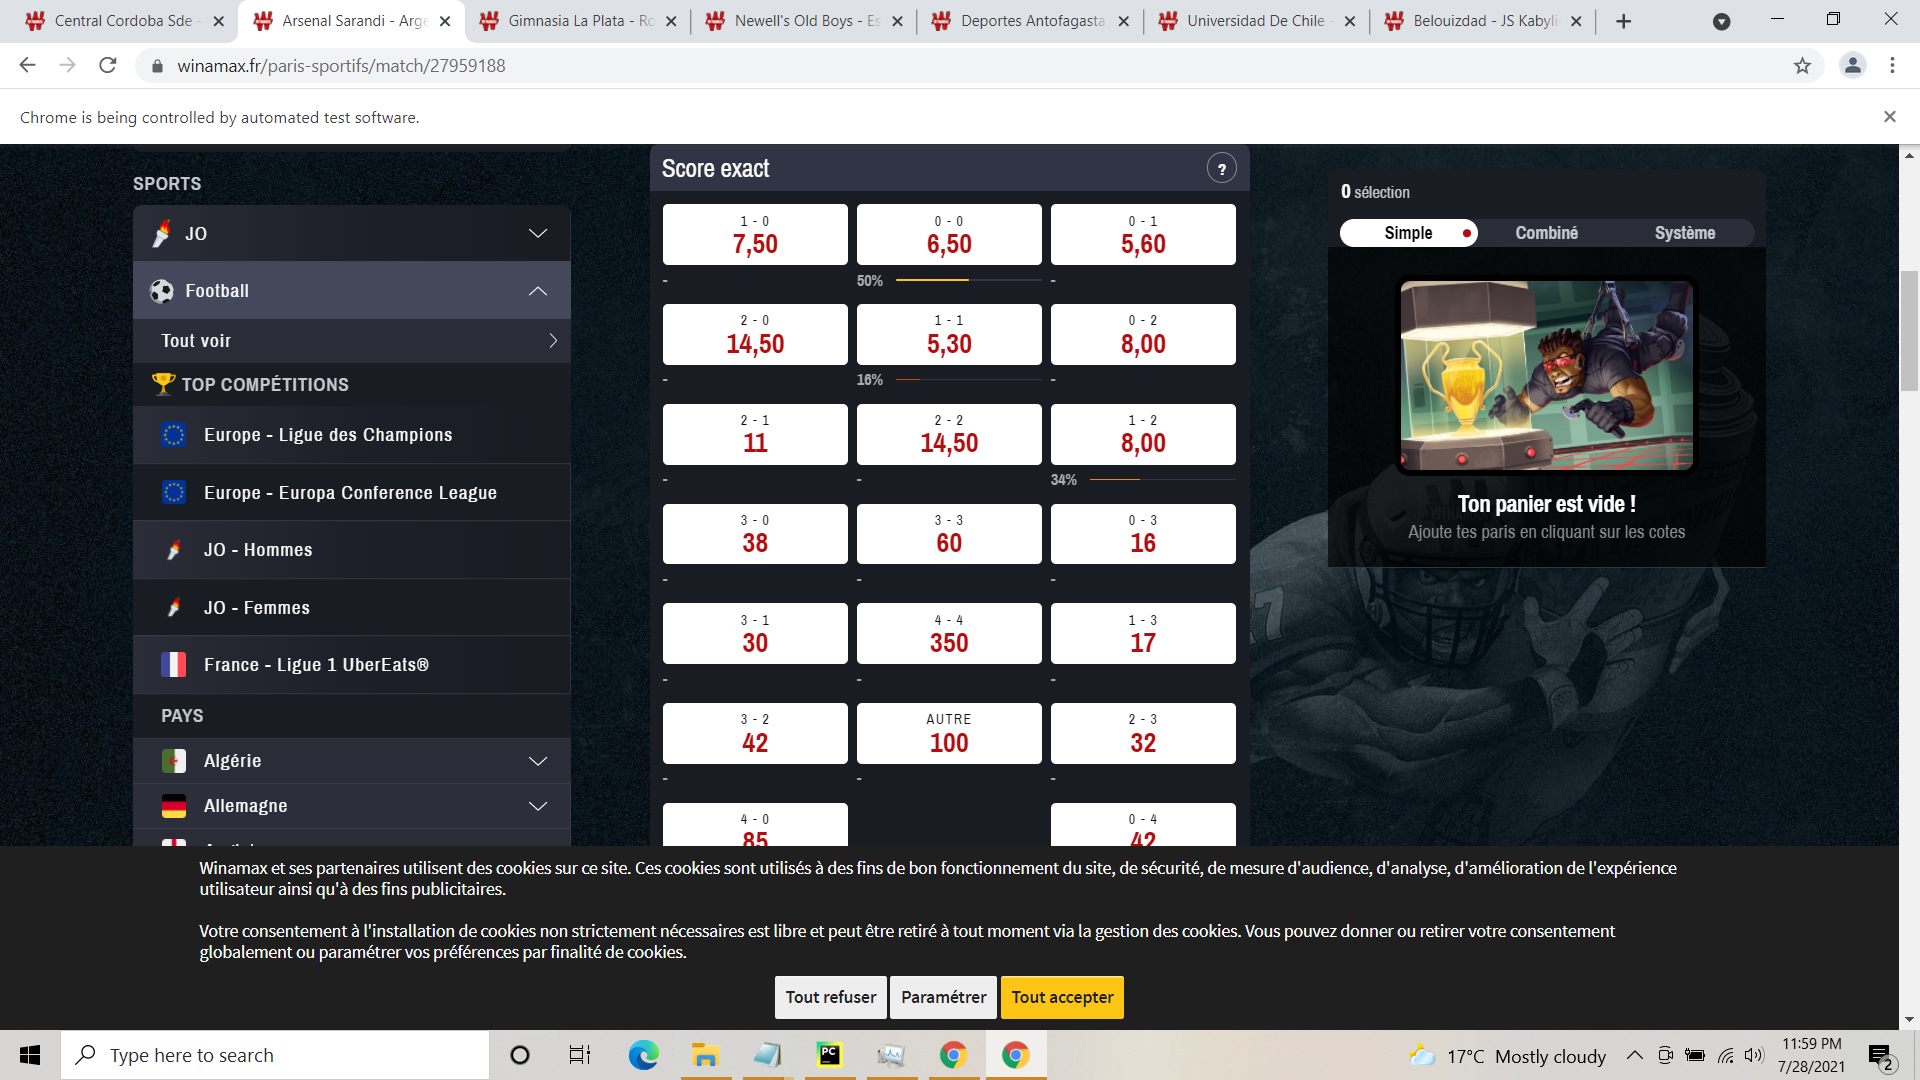 Central Cordoba Sde -
Arsenal Sarandi - Arge
Gimnasia La Plata - Ro
Newell's Old Boys - Es
Deportes Antofagasta
Universidad De Chile -
Belouizdad - JS Kabyli
winamax.fr/paris-sportifs/match/27959188
Chrome is being controlled by automated test software.
SPORTS
JO
Football
Tout voir
TOP COMPÉTITIONS
Europe - Ligue des Champions
Europe - Europa Conference League
JO - Hommes
JO - Femmes
France - Ligue 1 UberEats®
PAYS
Algérie
Allemagne
Score exact
?
1 - 0
7,50
0 - 0
6,50
0 - 1
5,60
-
50%
-
2 - 0
14,50
1 - 1
5,30
0 - 2
8,00
-
16%
-
2 - 1
11
2 - 2
14,50
1 - 2
8,00
-
-
34%
3 - 0
38
3 - 3
60
0 - 3
16
-
-
-
3 - 1
30
4 - 4
350
1 - 3
17
-
-
-
3 - 2
42
AUTRE
100
2 - 3
32
-
-
-
4 - 0
85
0 - 4
42
0 sélection
Simple
Combiné
Système
Ton panier est vide !
Ajoute tes paris en cliquant sur les cotes
Winamax et ses partenaires utilisent des cookies sur ce site. Ces cookies sont utilisés à des fins de bon fonctionnement du site, de sécurité, de mesure d'audience, d'analyse, d'amélioration de l'expérience
utilisateur ainsi qu'à des fins publicitaires.
Votre consentement à l'installation de cookies non strictement nécessaires est libre et peut être retiré à tout moment via la gestion des cookies. Vous pouvez donner ou retirer votre consentement
globalement ou paramétrer vos préférences par finalité de cookies.
Tout refuser
Paramétrer
Tout accepter
Type here to search
PC
17°C Mostly cloudy
11:59 PM
7/28/2021
2